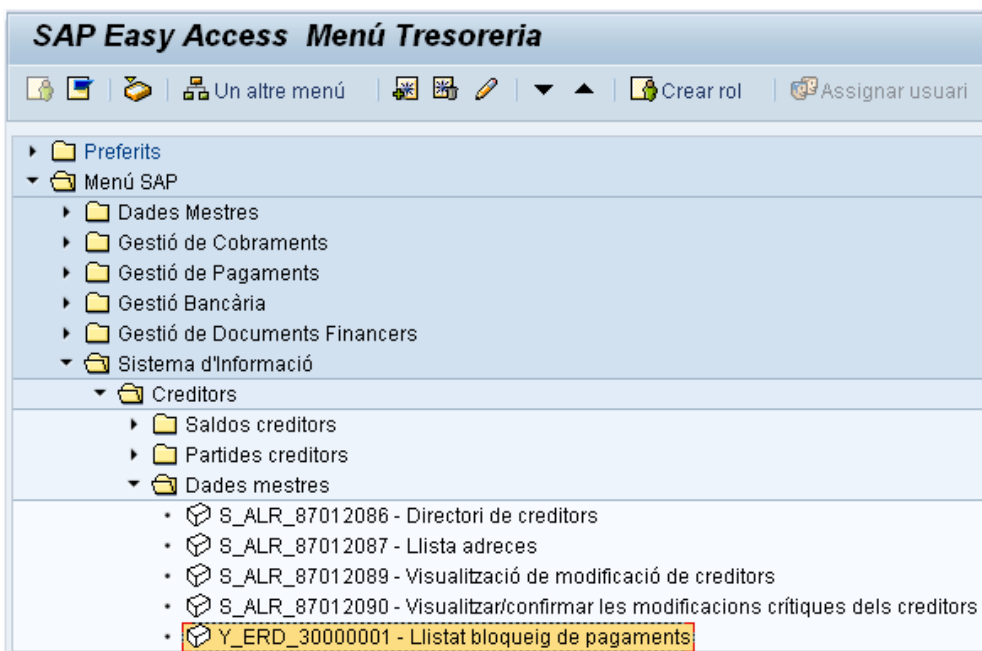 SAP Easy Access Menú Tresoreria
Un altre menú Crear rol Assignar usuari
Preferits
Menú SAP
Dades Mestres
Gestió de Cobraments
Gestió de Pagaments
Gestió Bancària
Gestió de Documents Financers
Sistema d'Informació
Creditors
Saldos creditors
Partides creditors
Dades mestres
S_ALR_87012086 - Directori de creditors
S_ALR_87012087 - Llista adreces
S_ALR_87012089 - Visualització de modificació de creditors
S_ALR_87012090 - Visualitzar/confirmar les modificacions crítiques dels creditors
Y_ERD_30000001 - Llistat bloqueig de pagaments